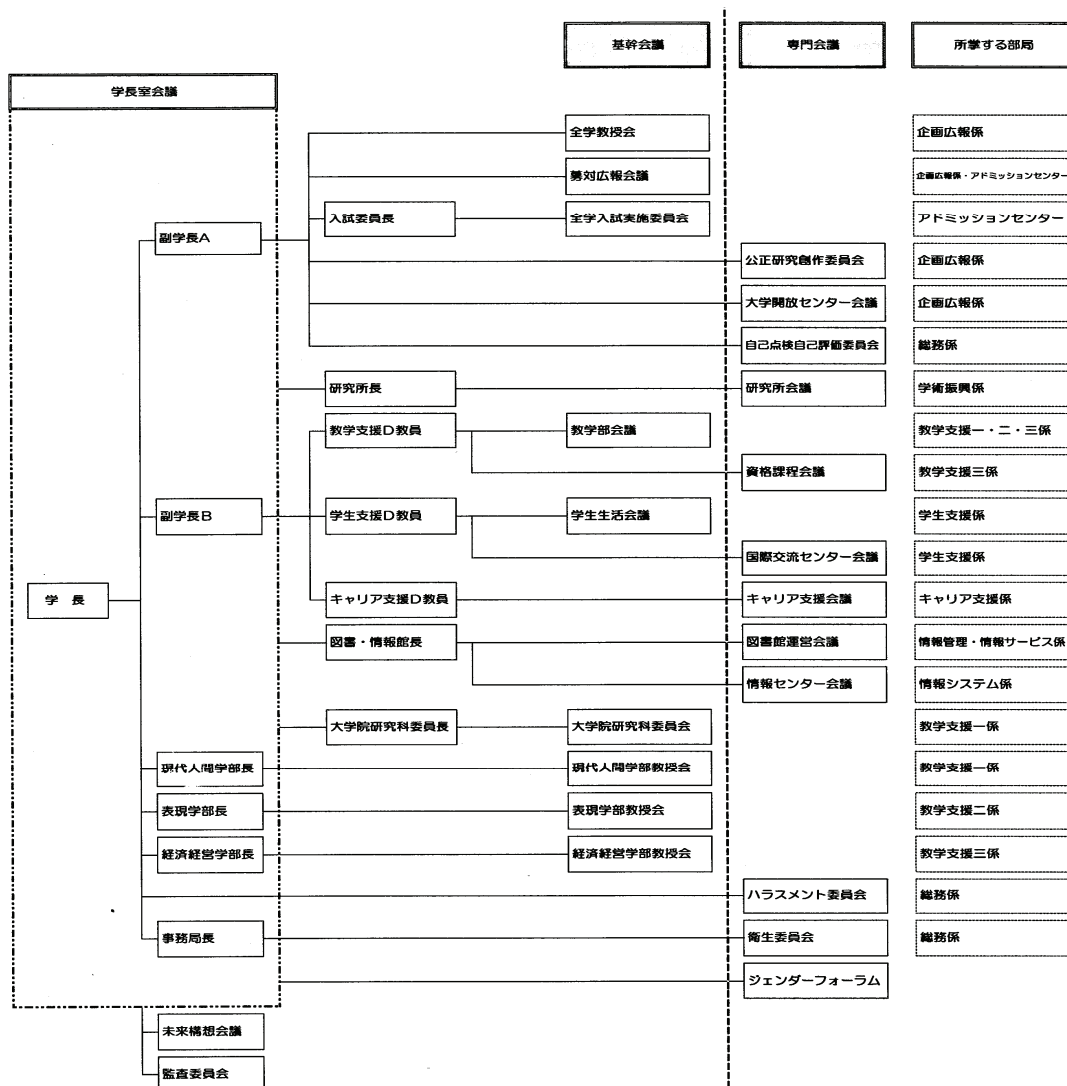 基幹会議
専門会議
所掌する部局
学長室会議
全学教授会
企画広報係
募対広報会議
企画広報係・アドミッションセンター
入試委員長
全学入試実施委員会
アドミッションセンター
副学長A
公正研究創作委員会
企画広報係
大学開放センター会議
企画広報係
自己点検自己評価委員会
総務係
研究所長
研究所会議
学術振興係
教学支援D教員
教学部会議
教学支援一・二・三係
資格課程会議
教学支援三係
副学長B
学生支援D教員
学生生活会議
学生支援係
国際交流センター会議
学生支援係
学　長
キャリア支援D教員
キャリア支援会議
キャリア支援係
図書・情報館長
図書館運営会議
情報管理・情報サービス係
情報センター会議
情報システム係
大学院研究科委員長
大学院研究科委員会
教学支援一係
現代人間学部長
現代人間学部教授会
教学支援一係
表現学部長
表現学部教授会
教学支援二係
経済経営学部長
経済経営学部教授会
教学支援三係
ハラスメント委員会
総務係
事務局長
衛生委員会
総務係
ジェンダーフォーラム
未来構想会議
監査委員会